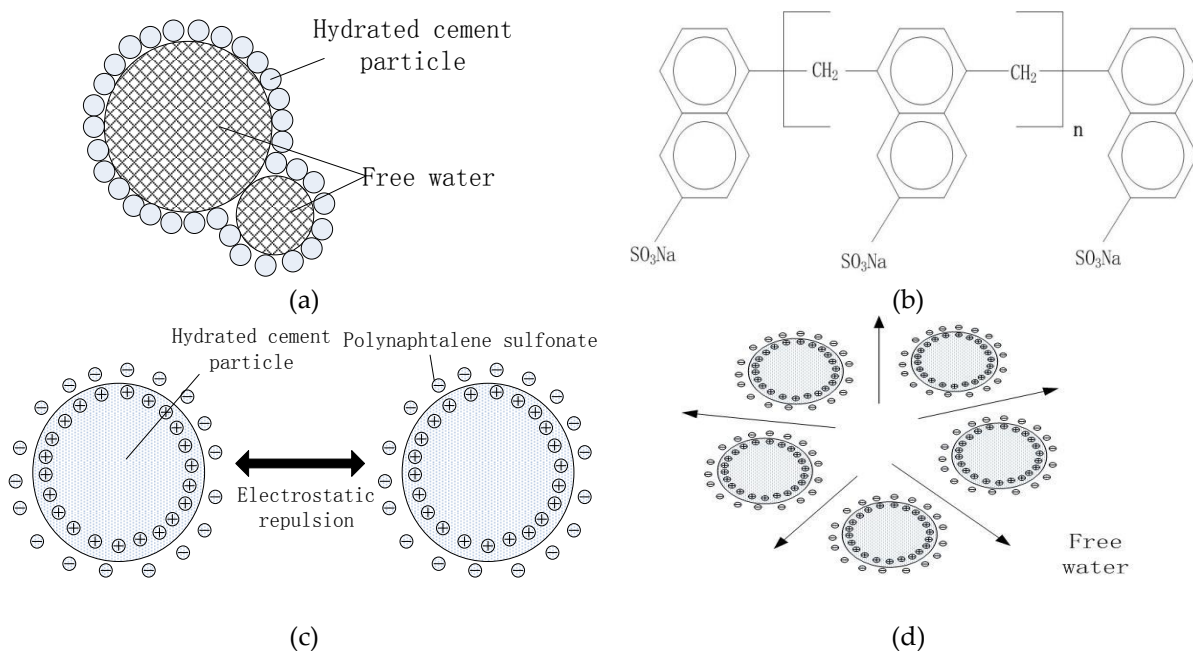 Hydrated cement
particle
Free water
(a)
CH2
CH2
n
SO3Na
SO3Na
SO3Na
(b)
Hydrated cement
particle
Polynaphtalene sulfonate
Electrostatic
repulsion
(c)
Free
water
(d)